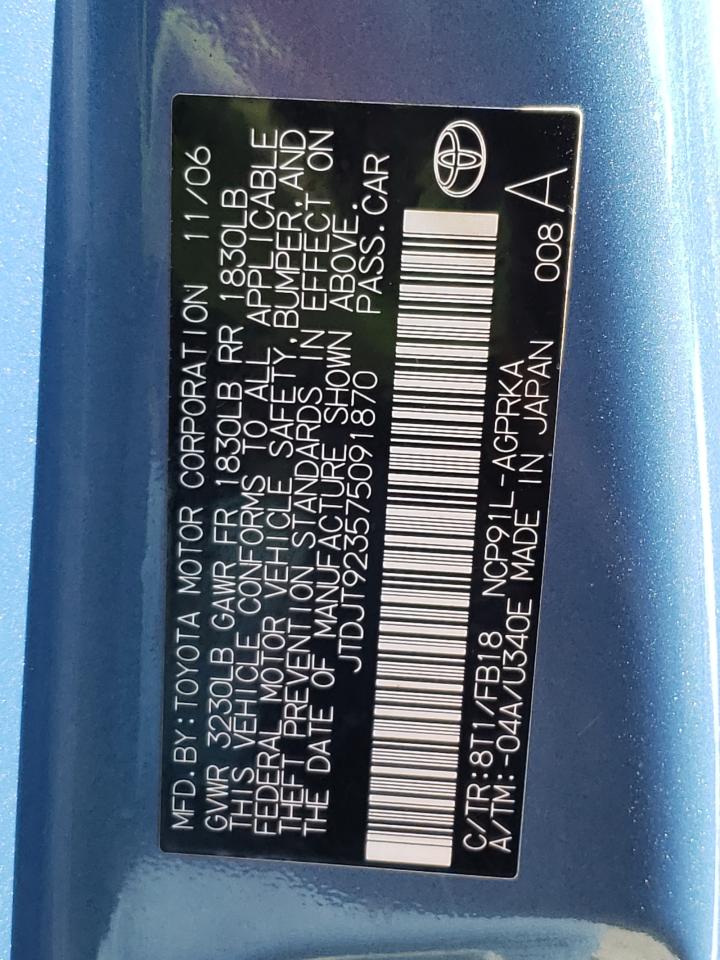 MFD.BY:TOYOTA MOTOR CORPORATION 11/06
GVWR 3230LB GAWR FR 1830LB RR 1830LB
THIS VEHICLE CONFORMS TO ALL APPLICABLE
FEDERAL MOTOR VEHICLE SAFETY, BUMPER, AND
THEFT PREVENTION STANDARDS IN EFFECT ON
THE DATE OF MANUFACTURE SHOWN ABOVE.
JTDJT923575091870 PASS.CAR
C/TR:8T1/FB18 NCP91L-AGPRKA 008 A
A/TM:-04A/U340E MADE IN JAPAN